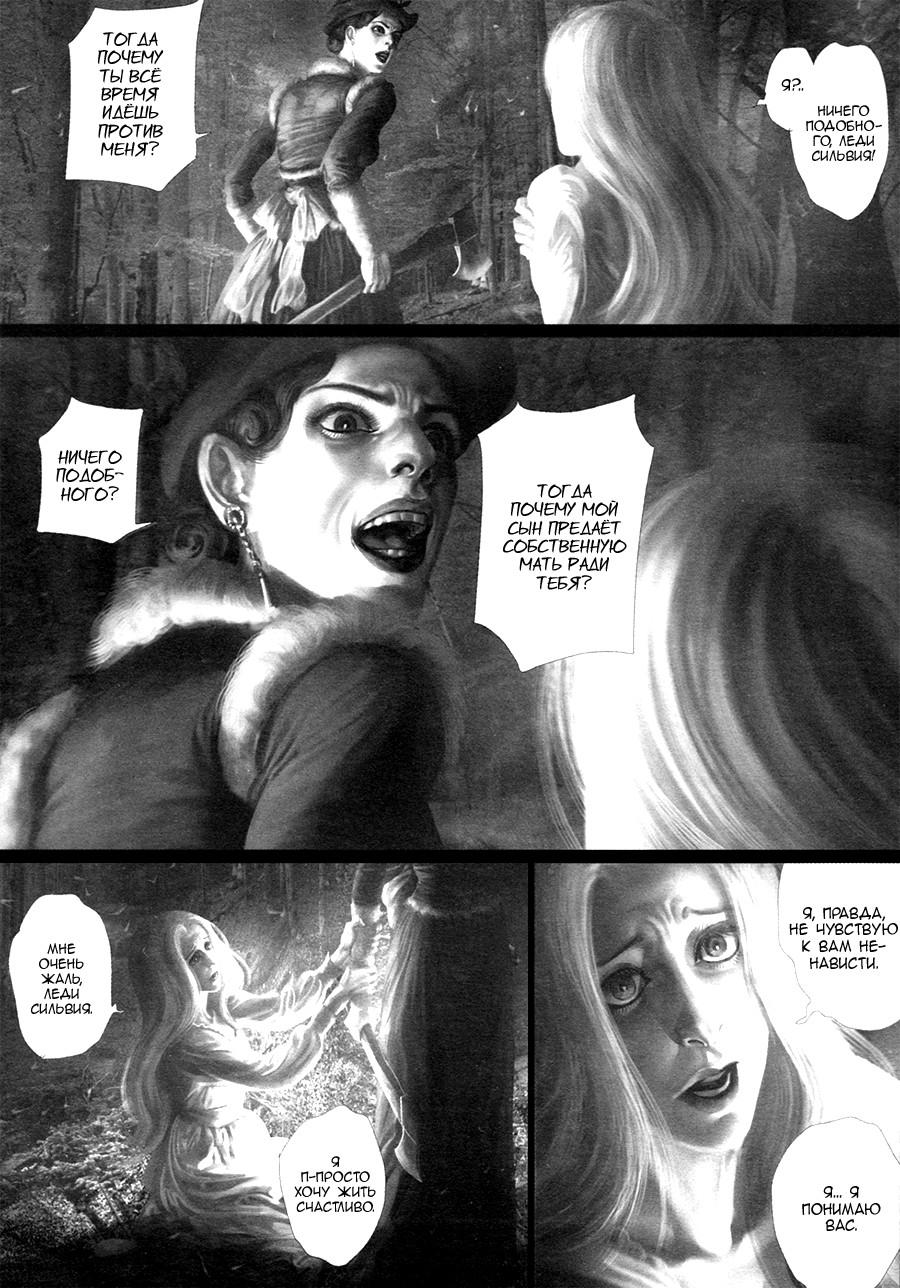 ТОГДА
ПОЧЕМУ
ТЫ ВСЁ
ВРЕМЯ
ИДЁШЬ
ПРОТИВ
МЕНЯ?
Я?..
НИЧЕГО
ПОДОБНО-
ГО, ЛЕДИ
СИЛЬВИЯ!
НИЧЕГО
ПОДОБ-
НОГО?
ТОГДА
ПОЧЕМУ МОЙ
СЫН ПРЕДАЁТ
СОБСТВЕННУЮ
МАТЬ РАДИ
ТЕБЯ?
МНЕ
ОЧЕНЬ
ЖАЛЬ,
ЛЕДИ
СИЛЬВИЯ.
Я
П-ПРОСТО
ХОЧУ ЖИТЬ
СЧАСТЛИВО.
Я, ПРАВДА,
НЕ ЧУВСТВУЮ
К ВАМ НЕ-
НАВИСТИ.
Я... Я
ПОНИМАЮ
ВАС.